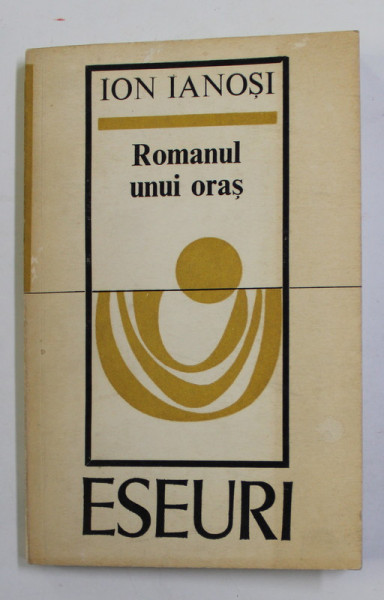 ION IANOȘI
Romanul
unui oraș
ESEURI